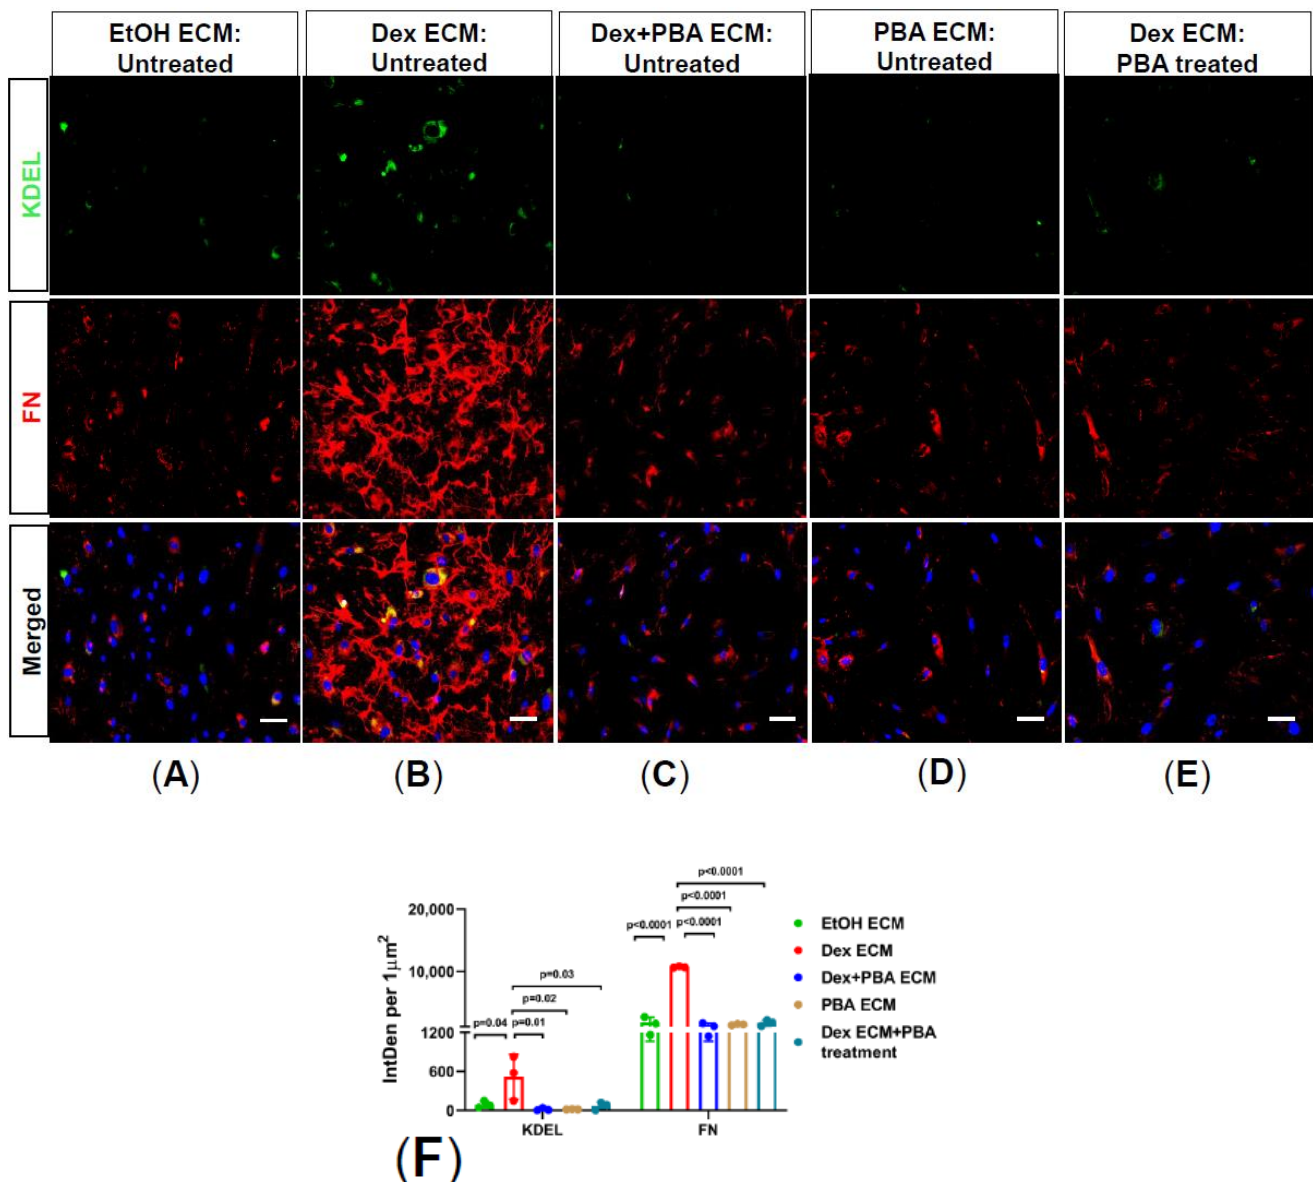 EtOH ECM:
Untreated
Dex ECM:
Untreated
Dex+PBA ECM:
Untreated
PBA ECM:
Untreated
Dex ECM:
PBA treated
KDEL
FN
Merged
(A)
(B)
(C)
(D)
(E)
IntDen per 1μm²
20,000
10,000
1200
600
0
p=0.04
p=0.01
p=0.02
p=0.03
p<0.0001
p<0.0001
p<0.0001
p<0.0001
KDEL
FN
EtOH ECM
Dex ECM
Dex+PBA ECM
PBA ECM
Dex ECM+PBA
treatment
(F)